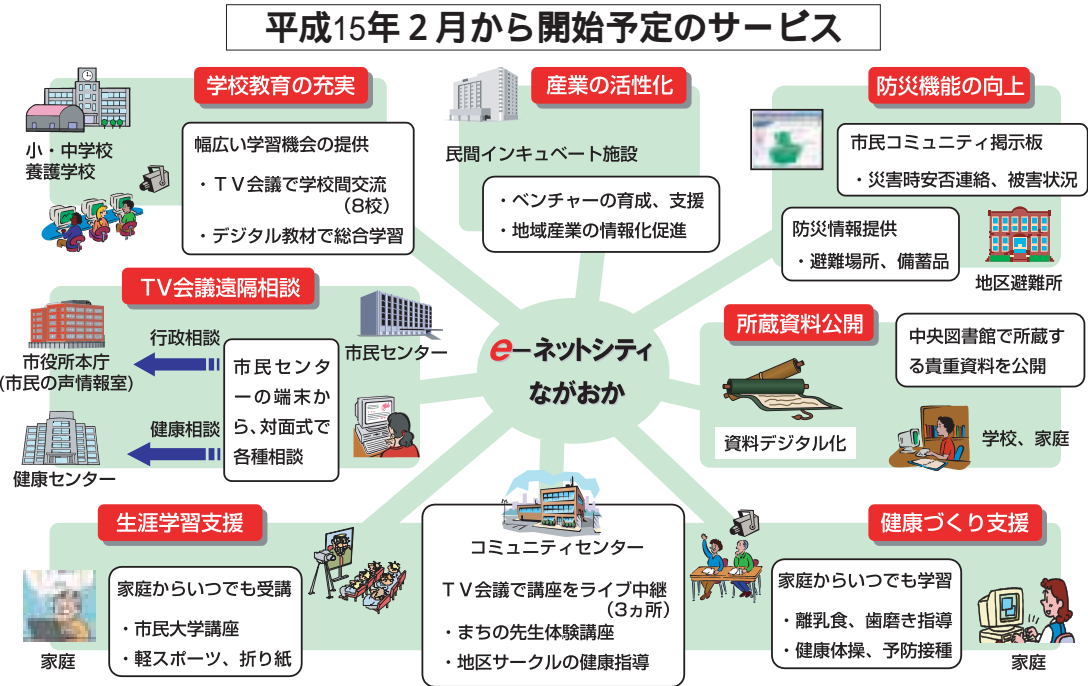 平成15年２月から開始予定のサービス
学校教育の充実
小・中学校
養護学校
幅広い学習機会の提供
・ＴＶ会議で学校間交流
（8校）
・デジタル教材で総合学習
産業の活性化
民間インキュベート施設
・ベンチャーの育成、支援
・地域産業の情報化促進
防災機能の向上
市民コミュニティ掲示板
・災害時安否連絡、被害状況
防災情報提供
・避難場所、備蓄品
地区避難所
TV会議遠隔相談
市役所本庁
(市民の声情報室)
行政相談
健康相談
健康センター
市民センター
市民センタ
ーの端末か
ら、対面式で
各種相談
e－ネットシティ
ながおか
所蔵資料公開
中央図書館で所蔵す
る貴重資料を公開
資料デジタル化
学校、家庭
生涯学習支援
家庭からいつでも受講
・市民大学講座
・軽スポーツ、折り紙
家庭
コミュニティセンター
ＴＶ会議で講座をライブ中継
（3ヵ所）
・まちの先生体験講座
・地区サークルの健康指導
健康づくり支援
家庭からいつでも学習
・離乳食、歯磨き指導
・健康体操、予防接種
家庭